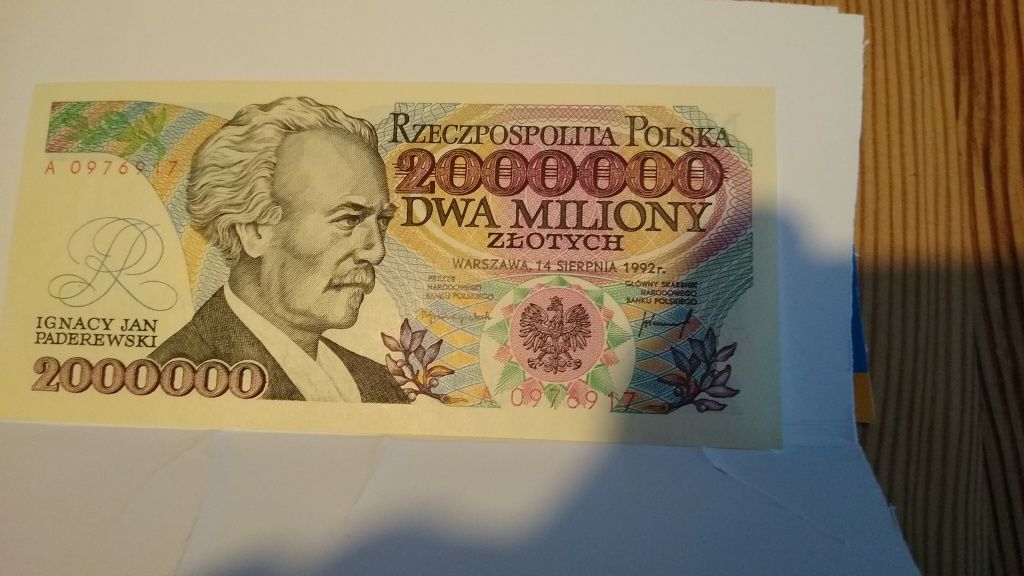 RZECZPOSPOLITA POLSKA
2000000
DWA MILIONY
ZŁOTYCH
WARSZAWA, 14 SIERPNIA 1992 r.
PREZES
NARODOWEGO
BANKU POLSKIEGO
GŁÓWNY SKARBNIK
NARODOWEGO
BANKU POLSKIEGO
A 0976917
IGNACY JAN
PADEREWSKI
2000000
A 0976917